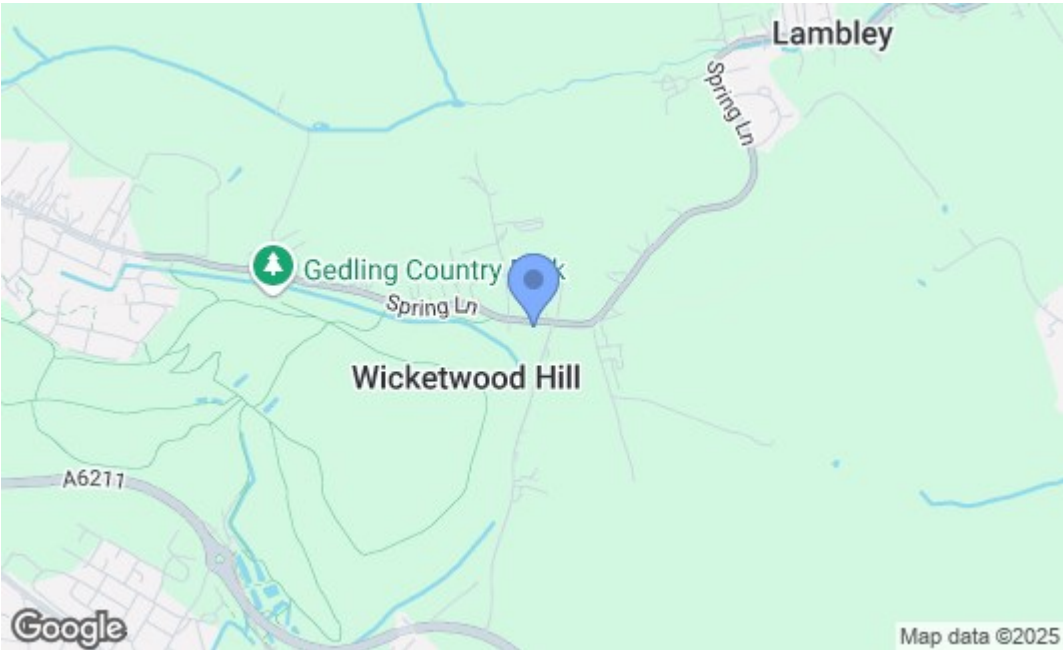 Lambley
Spring Ln
Gedling Country
Spring Ln
Wicketwood Hill
A6211
Google
Map data ©2025